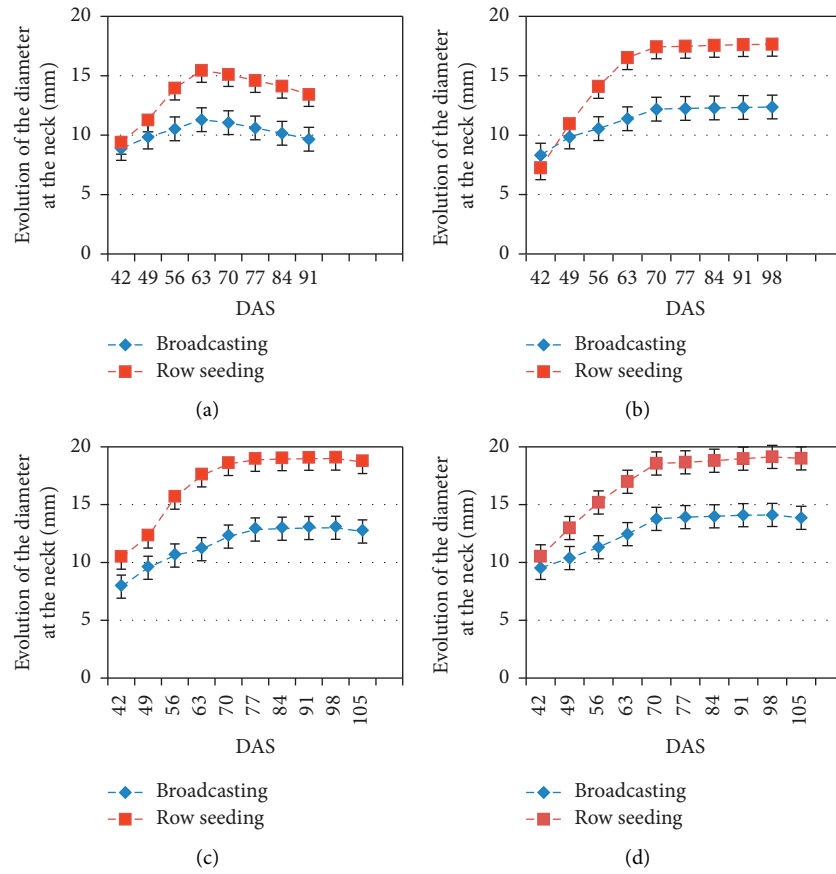 20
15
10
5
0
Evolution of the diameter
at the neck (mm)
42 49 56 63 70 77 84 91
DAS
Broadcasting
Row seeding
(a)
20
15
10
5
0
Evolution of the diameter
at the neck (mm)
42 49 56 63 70 77 84 91 98
DAS
Broadcasting
Row seeding
(b)
20
15
10
5
0
Evolution of the diameter
at the neckt (mm)
42 49 56 63 70 77 84 91 98 105
DAS
Broadcasting
Row seeding
(c)
20
15
10
5
0
Evolution of the diameter
at the neck (mm)
42 49 56 63 70 77 84 91 98 105
DAS
Broadcasting
Row seeding
(d)